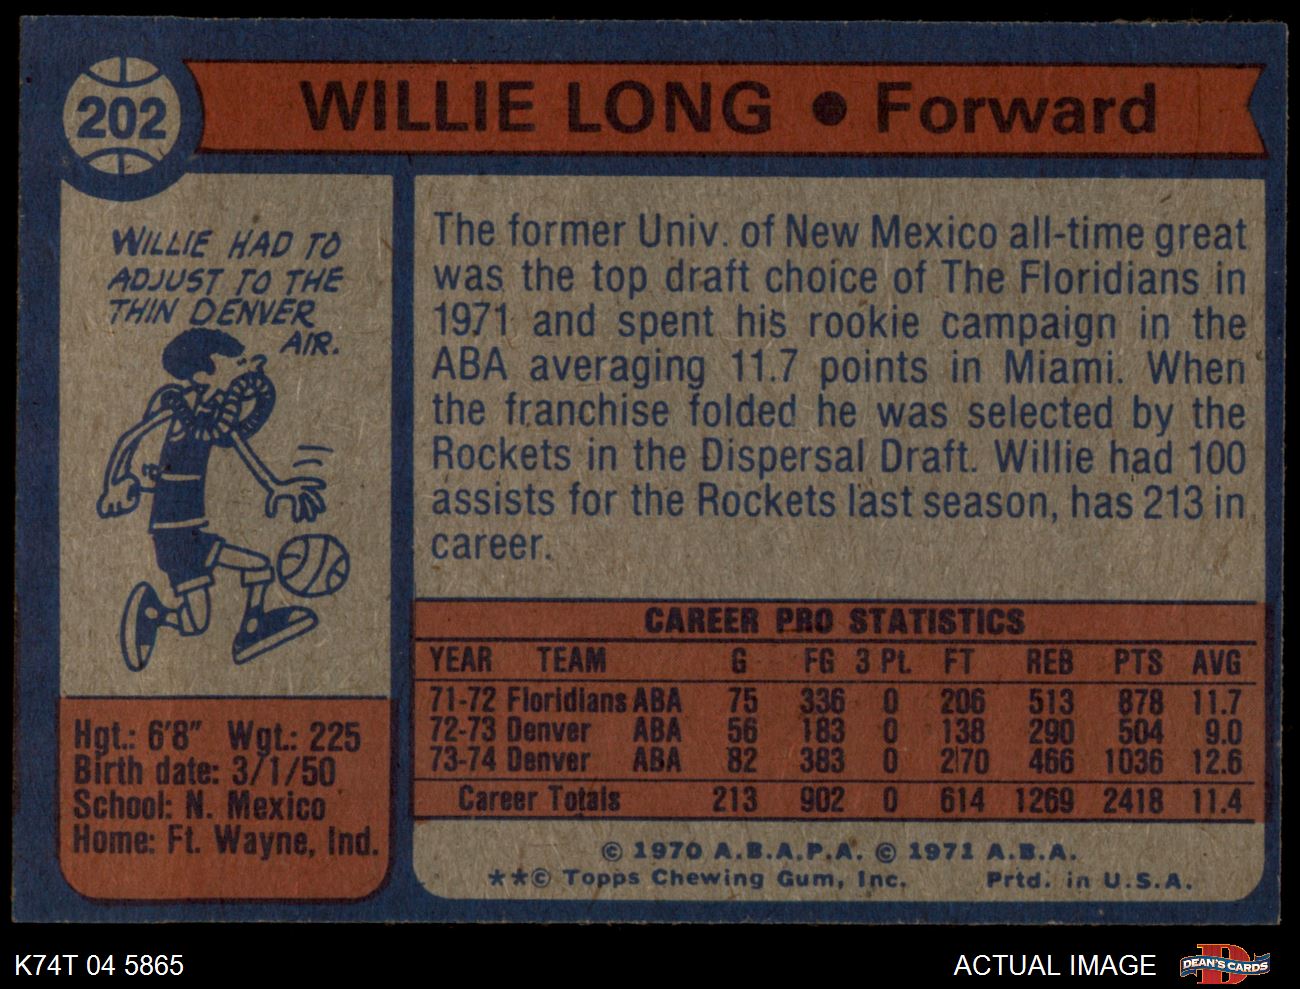 202
WILLIE LONG ● Forward
WILLIE HAD TO
ADJUST TO THE
THIN DENVER
AIR.
Hgt.: 6'8" Wgt.: 225
Birth date: 3/1/50
School: N. Mexico
Home: Ft. Wayne, Ind.
The former Univ. of New Mexico all-time great
was the top draft choice of The Floridians in
1971 and spent his rookie campaign in the
ABA averaging 11.7 points in Miami. When
the franchise folded he was selected by the
Rockets in the Dispersal Draft. Willie had 100
assists for the Rockets last season, has 213 in
career.
CAREER PRO STATISTICS
YEAR TEAM G FG 3 Pt. FT REB PTS AVG
71-72 Floridians ABA 75 336 0 206 513 878 11.7
72-73 Denver ABA 56 183 0 138 290 504 9.0
73-74 Denver ABA 82 383 0 270 466 1036 12.6
Career Totals 213 902 0 614 1269 2418 11.4
© 1970 A.B.A.P.A. © 1971 A.B.A.
★★© Topps Chewing Gum, Inc. Prtd. in U.S.A.
K74T 04 5865
ACTUAL IMAGE
D
DEAN'S CARDS